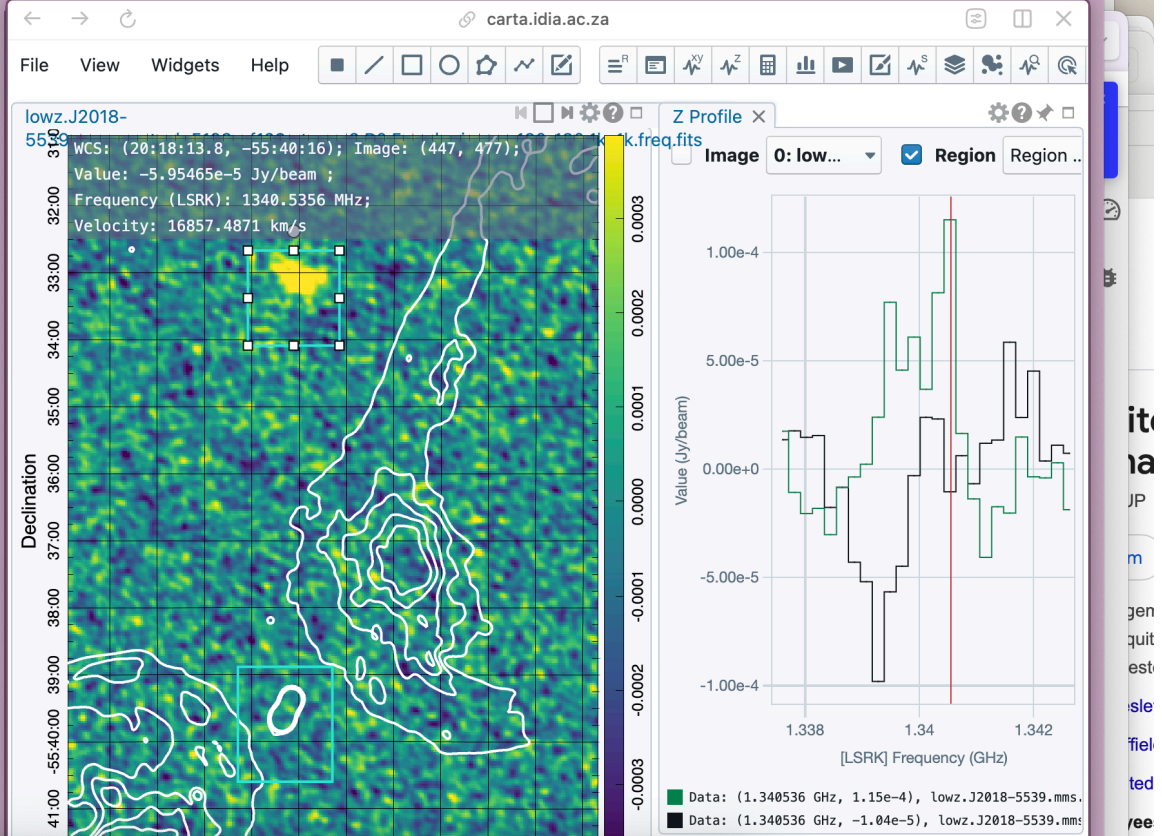 carta.idia.ac.za
File View Widgets Help
lowz.J2018-
k.freq.fits
WCS: (20:18:13.8, -55:40:16); Image: (447, 477);
Value: -5.95465e-5 Jy/beam ;
Frequency (LSRK): 1340.5356 MHz;
Velocity: 16857.4871 km/s
Declination
32:00
33:00
34:00
35:00
36:00
37:00
38:00
39:00
-55:40:00
41:00
0.0003
0.0002
0.0001
0.0000
-0.0001
-0.0002
-0.0003
Z Profile
Image 0: low... Region Region ..
1.00e-4
5.00e-5
0.00e+0
-5.00e-5
-1.00e-4
Value (Jy/beam)
1.338 1.34 1.342
[LSRK] Frequency (GHz)
Data: (1.340536 GHz, 1.15e-4), lowz.J2018-5539.mms.
Data: (1.340536 GHz, -1.04e-5), lowz.J2018-5539.mms